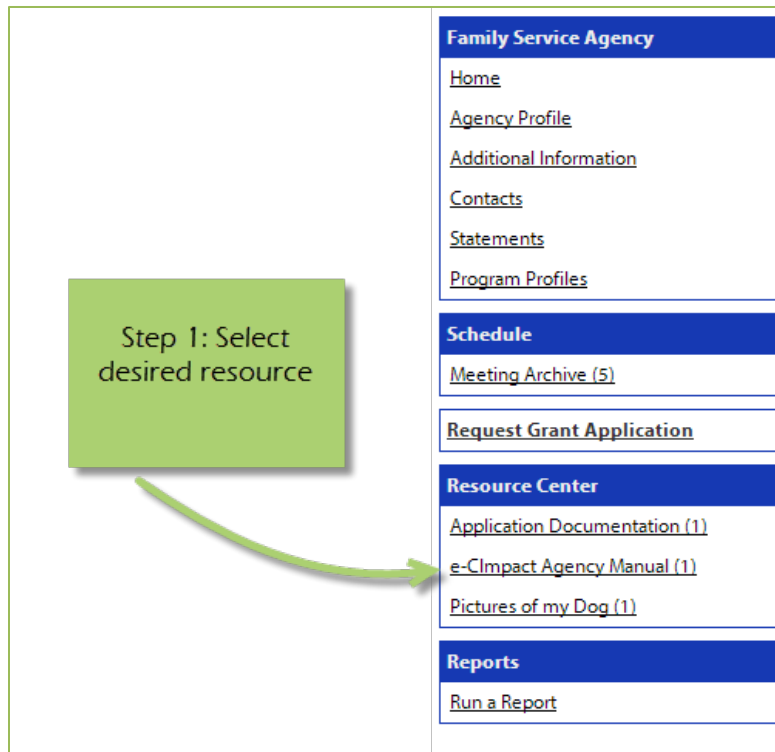 Family Service Agency
Home
Agency Profile
Additional Information
Contacts
Statements
Program Profiles
Step 1: Select
desired resource
Schedule
Meeting Archive (5)
Request Grant Application
Resource Center
Application Documentation (1)
e-CImpact Agency Manual (1)
Pictures of my Dog (1)
Reports
Run a Report